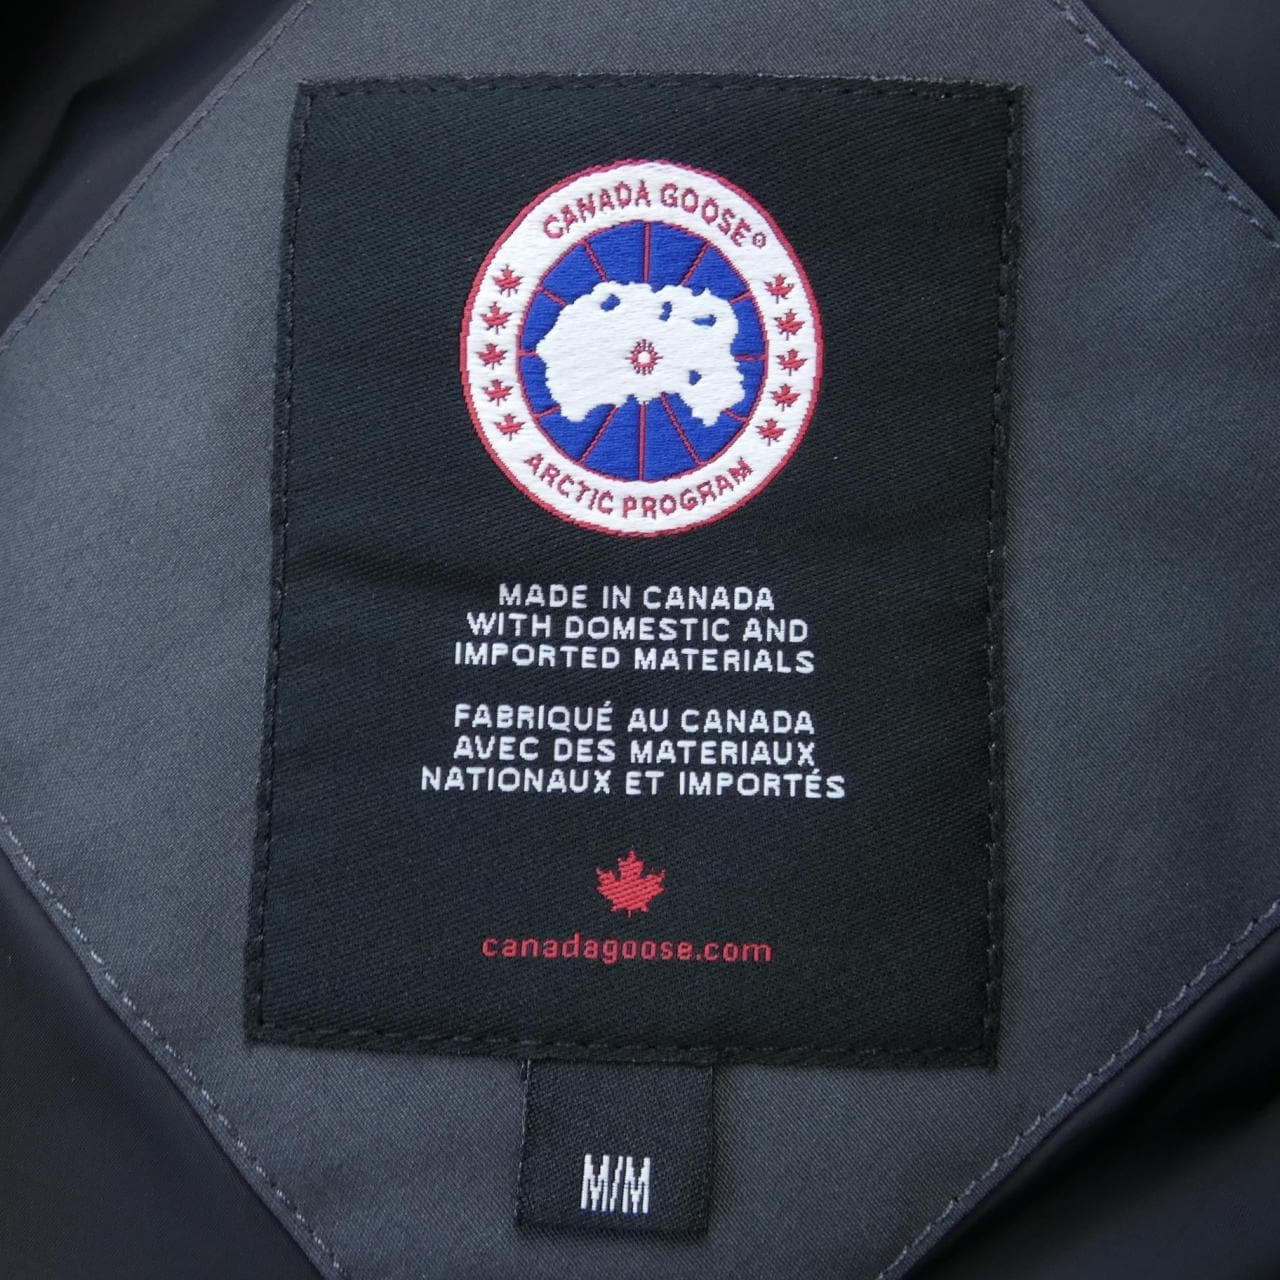 CANADA GOOSE®
ARCTIC PROGRAM
MADE IN CANADA
WITH DOMESTIC AND
IMPORTED MATERIALS
FABRIQUÉ AU CANADA
AVEC DES MATERIAUX
NATIONAUX ET IMPORTÉS
canadagoose.com
M/M